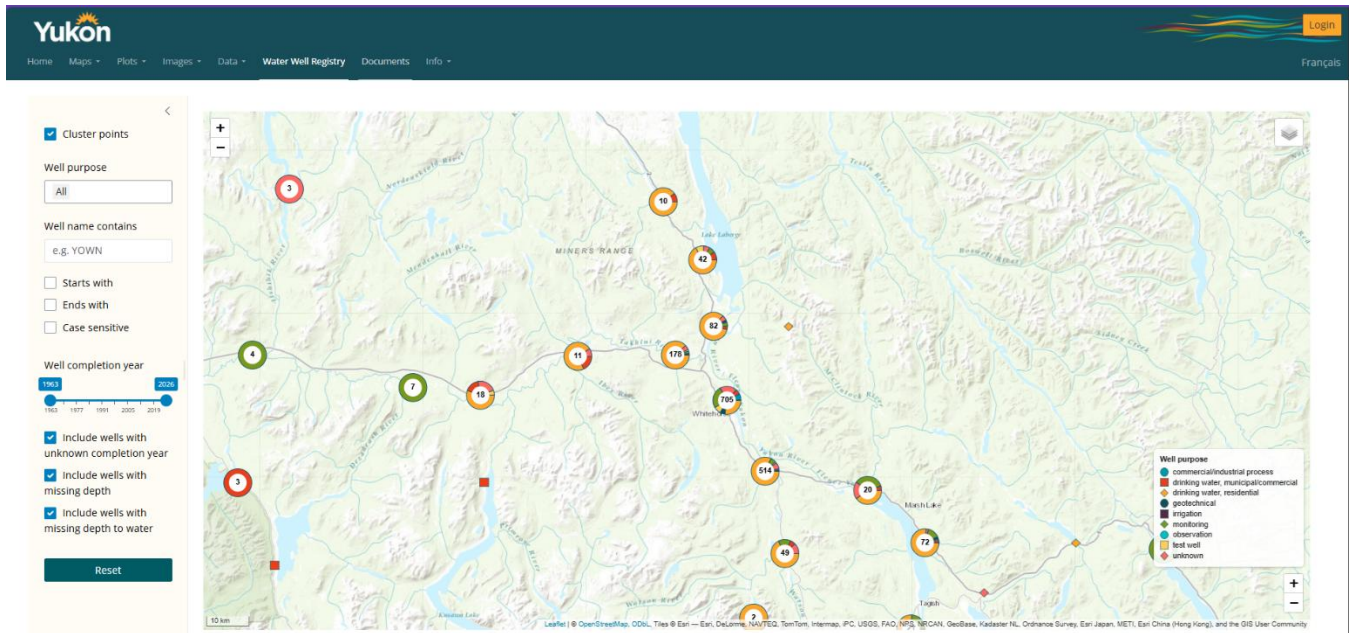 Yukon
Login
Home Maps Plots Images Data Water Well Registry Documents Info Français
Cluster points
Well purpose
All
Well name contains
e.g. YOWN
Starts with
Ends with
Case sensitive
Well completion year
1963 2026
1963 1977 1991 2005 2019
Include wells with
unknown completion year
Include wells with
missing depth
Include wells with
missing depth to water
Reset
+
−
3
10
Lake Laberge
MINERS RANGE
42
82
178
11
4
7
18
705
Whitehorse
514
3
20
Marsh Lake
72
49
Tagish
2
Well purpose
commercial/industrial process
drinking water, municipal/commercial
drinking water, residential
geotechnical
irrigation
monitoring
observation
test well
unknown
+
−
10 km
Leaflet | © OpenStreetMap, ODbL, Tiles © Esri — Esri, DeLorme, NAVTEQ, TomTom, Intermap, iPC, USGS, FAO, NPS, NRCAN, GeoBase, Kadaster NL, Ordnance Survey, Esri Japan, METI, Esri China (Hong Kong), and the GIS User Community